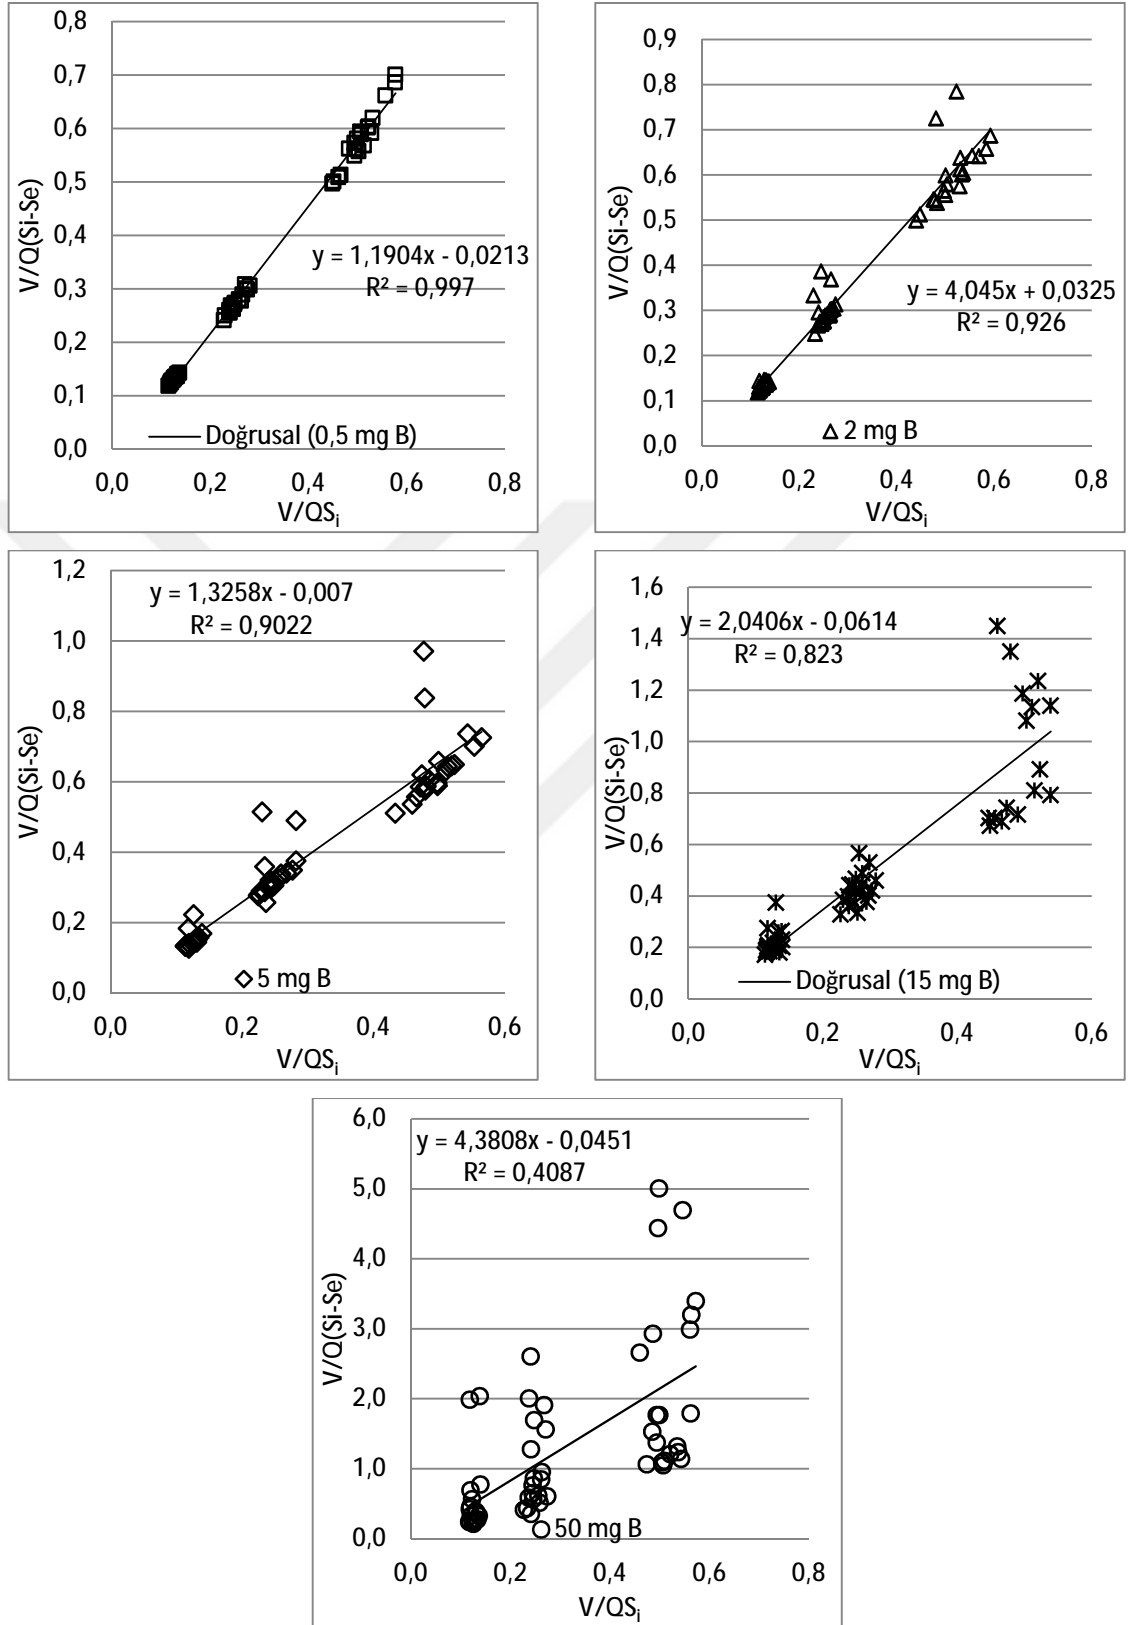 0,8
0,7
0,6
0,5
0,4
0,3
0,2
0,1
0,0
V/Q(Si-Se)
y = 1,1904x - 0,0213
R² = 0,997
Doğrusal (0,5 mg B)
0,0 0,2 0,4 0,6 0,8
V/QSi
0,9
0,8
0,7
0,6
0,5
0,4
0,3
0,2
0,1
0,0
V/Q(Si-Se)
y = 4,045x + 0,0325
R² = 0,926
2 mg B
0,0 0,2 0,4 0,6 0,8
V/QSi
1,2
1,0
0,8
0,6
0,4
0,2
0,0
V/Q(Si-Se)
y = 1,3258x - 0,007
R² = 0,9022
5 mg B
0,0 0,2 0,4 0,6
V/QSi
1,6
1,4
1,2
1,0
0,8
0,6
0,4
0,2
0,0
V/Q(Si-Se)
y = 2,0406x - 0,0614
R² = 0,823
Doğrusal (15 mg B)
0,0 0,2 0,4 0,6
V/QSi
6,0
5,0
4,0
3,0
2,0
1,0
0,0
V/Q(Si-Se)
y = 4,3808x - 0,0451
R² = 0,4087
50 mg B
0,0 0,2 0,4 0,6 0,8
V/QSi